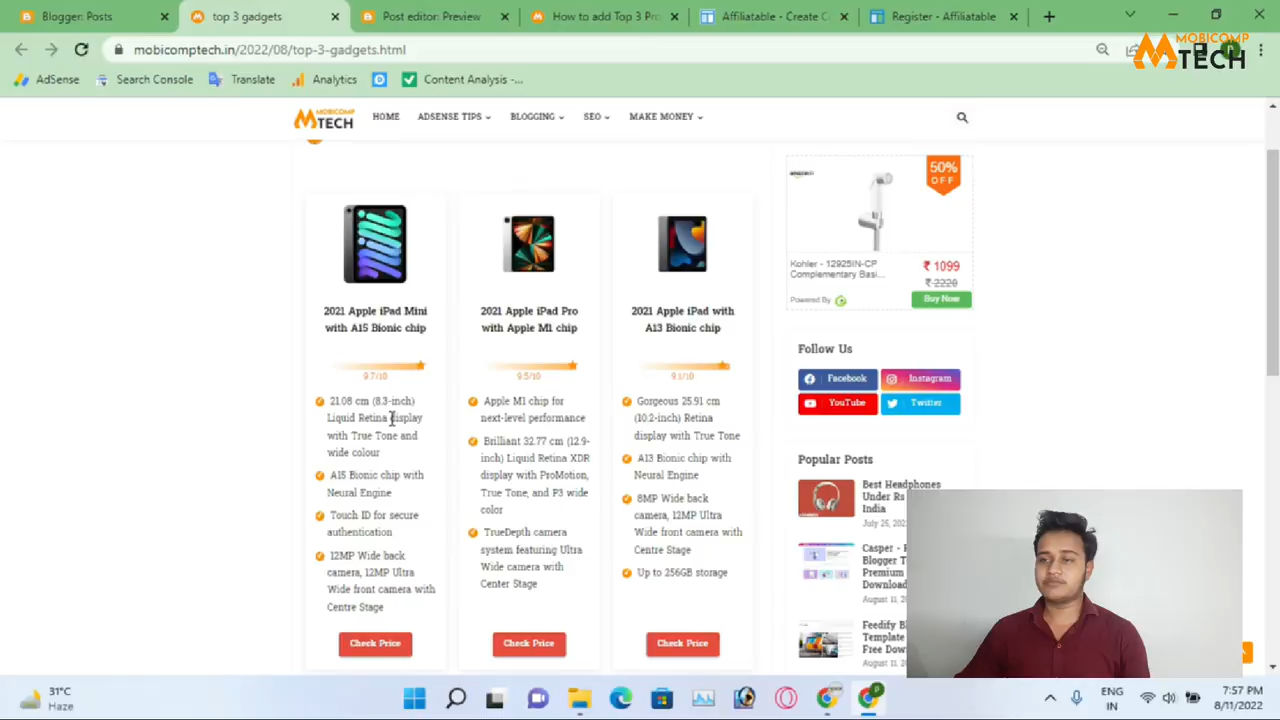 Blogger: Posts
top 3 gadgets
Post editor: Preview
How to add Top 3 Pro
Affiliatable - Create C
Register - Affiliatable
mobicomptech.in/2022/08/top-3-gadgets.html
MOBICOMP
TECH
AdSense
Search Console
Translate
Analytics
Content Analysis -...
MOBICOMP
TECH
HOME
ADSENSE TIPS
BLOGGING
SEO
MAKE MONEY
2021 Apple iPad Mini
with A15 Bionic chip
9.7/10
21.08 cm (8.3-inch)
Liquid Retina display
with True Tone and
wide colour
A15 Bionic chip with
Neural Engine
Touch ID for secure
authentication
12MP Wide back
camera, 12MP Ultra
Wide front camera with
Centre Stage
Check Price
2021 Apple iPad Pro
with Apple M1 chip
9.5/10
Apple M1 chip for
next-level performance
Brilliant 32.77 cm (12.9-
inch) Liquid Retina XDR
display with ProMotion,
True Tone, and P3 wide
color
TrueDepth camera
system featuring Ultra
Wide camera with
Center Stage
Check Price
2021 Apple iPad with
A13 Bionic chip
9.1/10
Gorgeous 25.91 cm
(10.2-inch) Retina
display with True Tone
A13 Bionic chip with
Neural Engine
8MP Wide back
camera, 12MP Ultra
Wide front camera with
Centre Stage
Up to 256GB storage
Check Price
50%
OFF
Kohler - 12925IN-CP
Complementary Basi...
₹ 1099
₹ 2220
Powered By
Buy Now
Follow Us
Facebook
Instagram
YouTube
Twitter
Popular Posts
Best Headphones
Under Rs
India
July 25, 202
Casper - 
Blogger T
Premium
Download
August 11,
Feedify Bl
Template
Free Dow
August 11,
31°C
Haze
ENG
IN
7:57 PM
8/11/2022